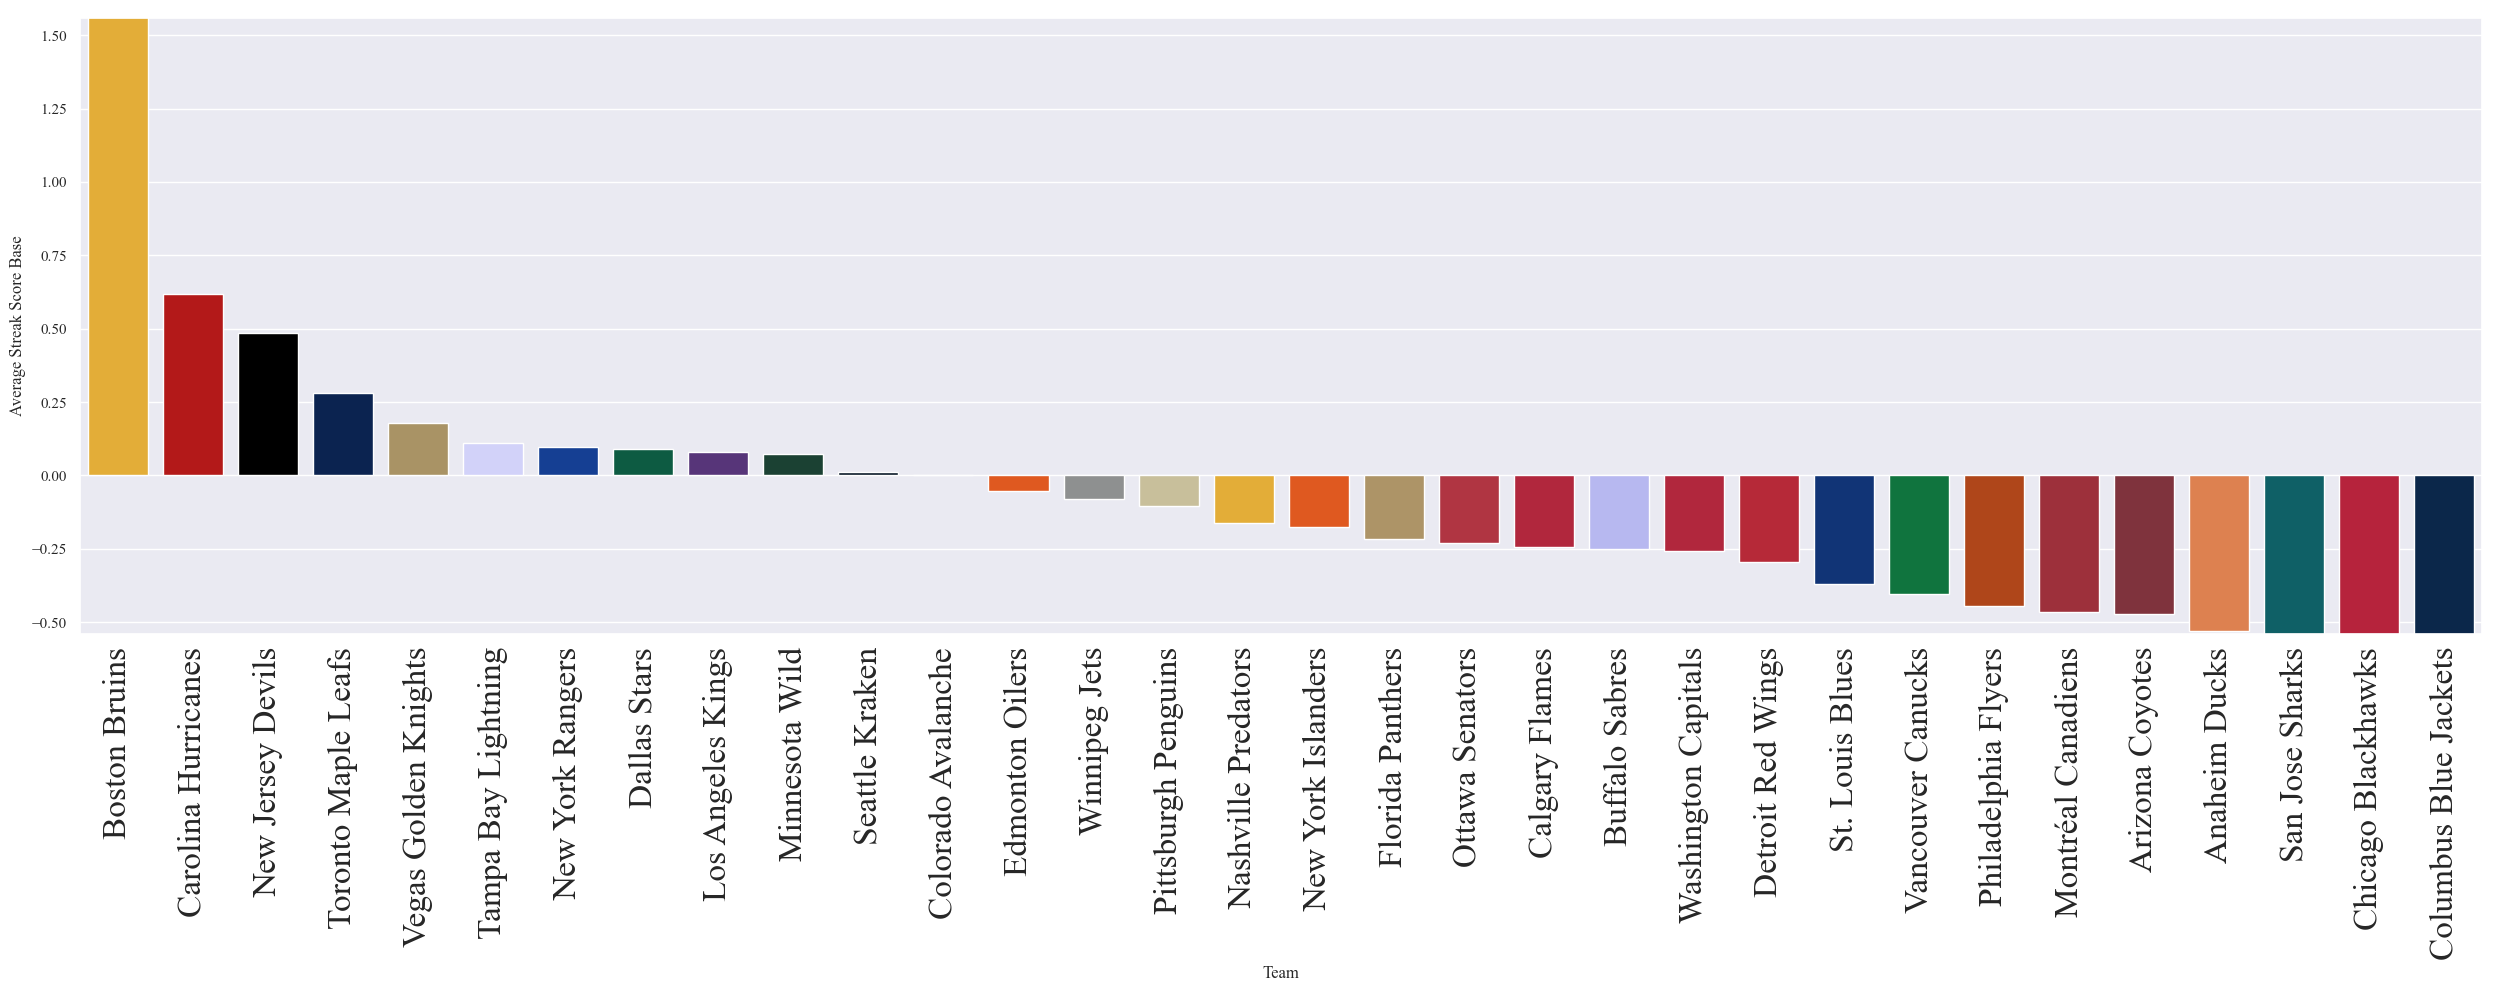 1.50
1.25
1.00
0.75
0.50
0.25
0.00
−0.25
−0.50
Average Streak Score Base
Boston Bruins
Carolina Hurricanes
New Jersey Devils
Toronto Maple Leafs
Vegas Golden Knights
Tampa Bay Lightning
New York Rangers
Dallas Stars
Los Angeles Kings
Minnesota Wild
Seattle Kraken
Colorado Avalanche
Edmonton Oilers
Winnipeg Jets
Pittsburgh Penguins
Nashville Predators
New York Islanders
Florida Panthers
Ottawa Senators
Calgary Flames
Buffalo Sabres
Washington Capitals
Detroit Red Wings
St. Louis Blues
Vancouver Canucks
Philadelphia Flyers
Montréal Canadiens
Arizona Coyotes
Anaheim Ducks
San Jose Sharks
Chicago Blackhawks
Columbus Blue Jackets
Team